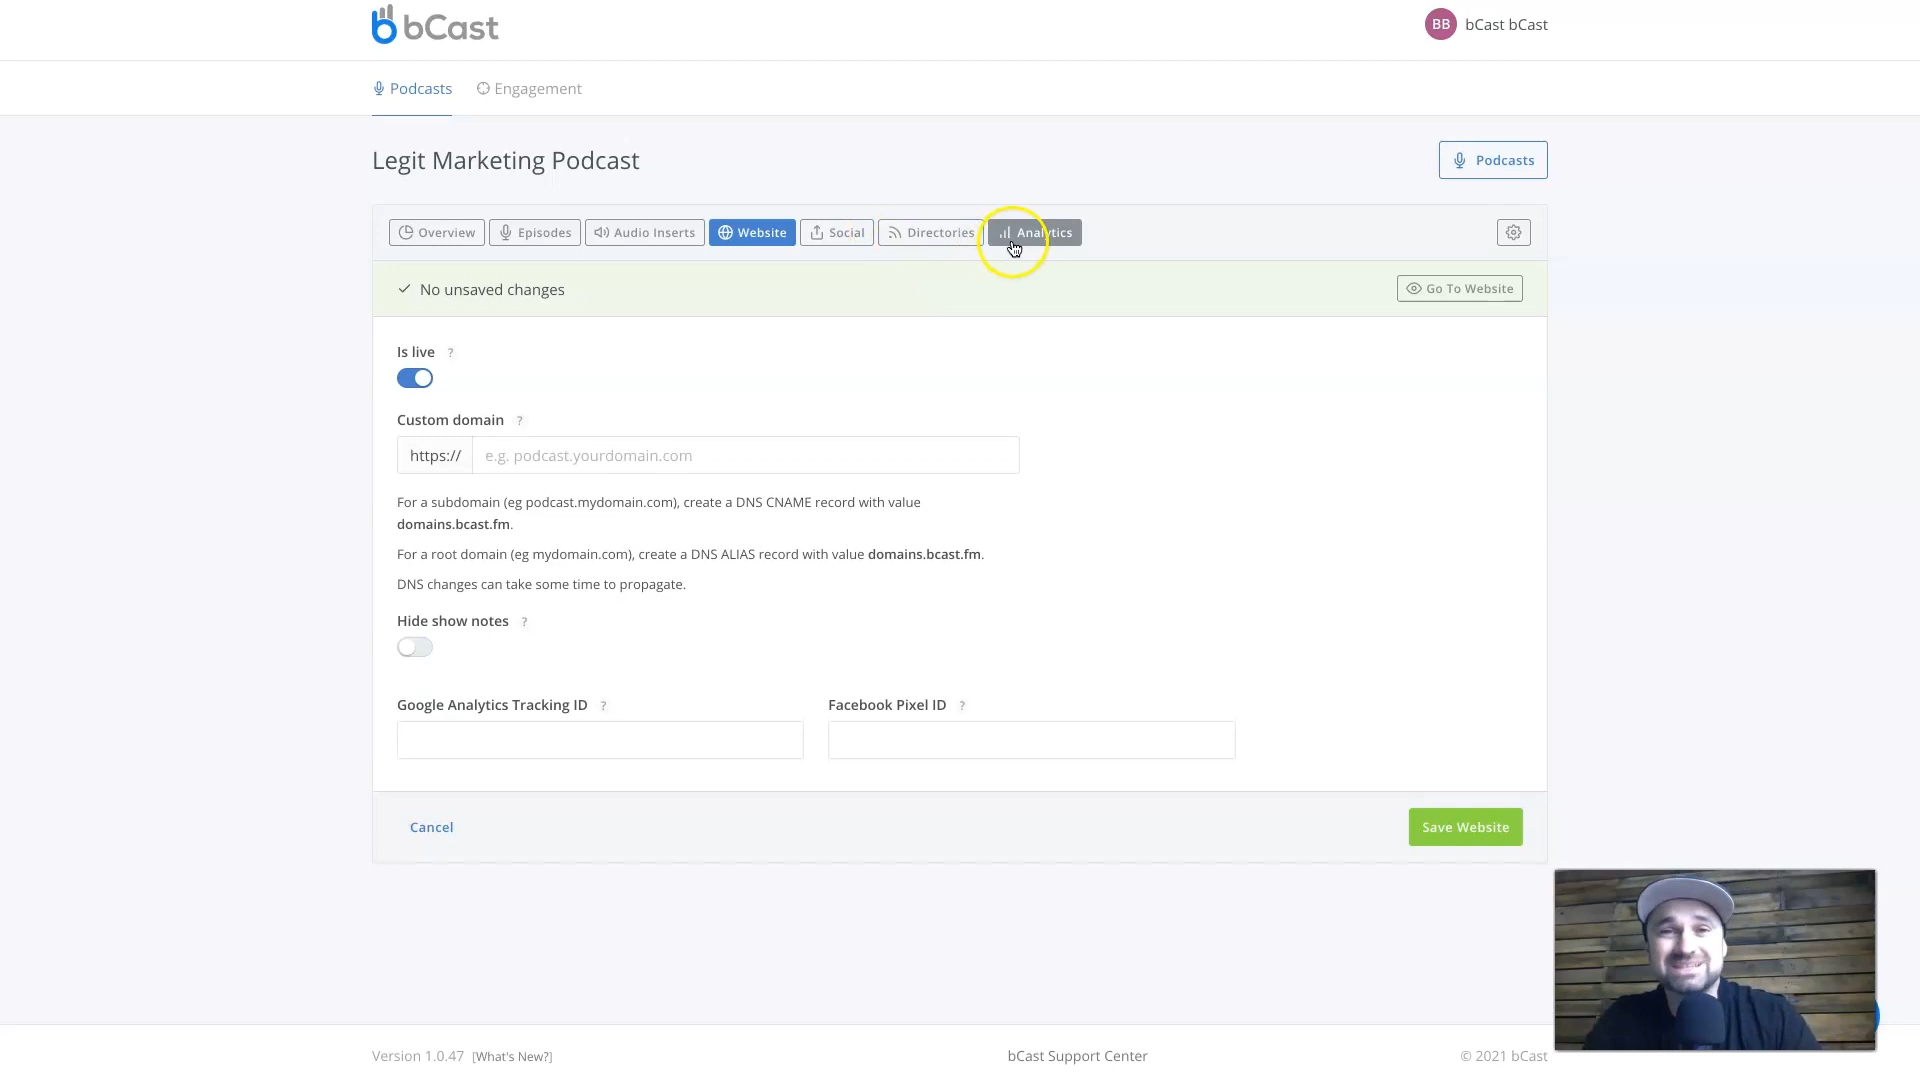 bCast
BB bCast bCast
Podcasts Engagement
Legit Marketing Podcast
Podcasts
Overview Episodes Audio Inserts Website Social Directories Analytics
No unsaved changes
Go To Website
Is live ?
Custom domain ?
https:// e.g. podcast.yourdomain.com
For a subdomain (eg podcast.mydomain.com), create a DNS CNAME record with value
domains.bcast.fm.
For a root domain (eg mydomain.com), create a DNS ALIAS record with value domains.bcast.fm.
DNS changes can take some time to propagate.
Hide show notes ?
Google Analytics Tracking ID ? Facebook Pixel ID ?
Cancel
Save Website
Version 1.0.47 [What's New?]
bCast Support Center
© 2021 bCast